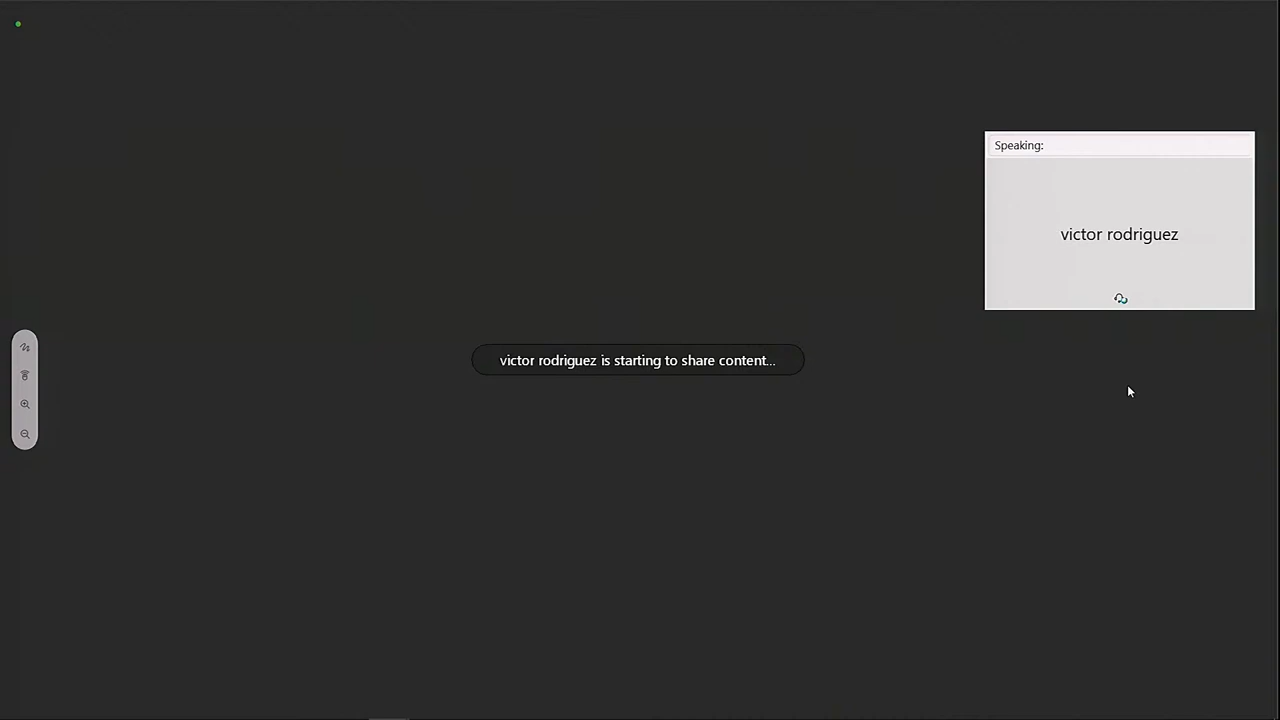 Speaking:
victor rodriguez
victor rodriguez is starting to share content...